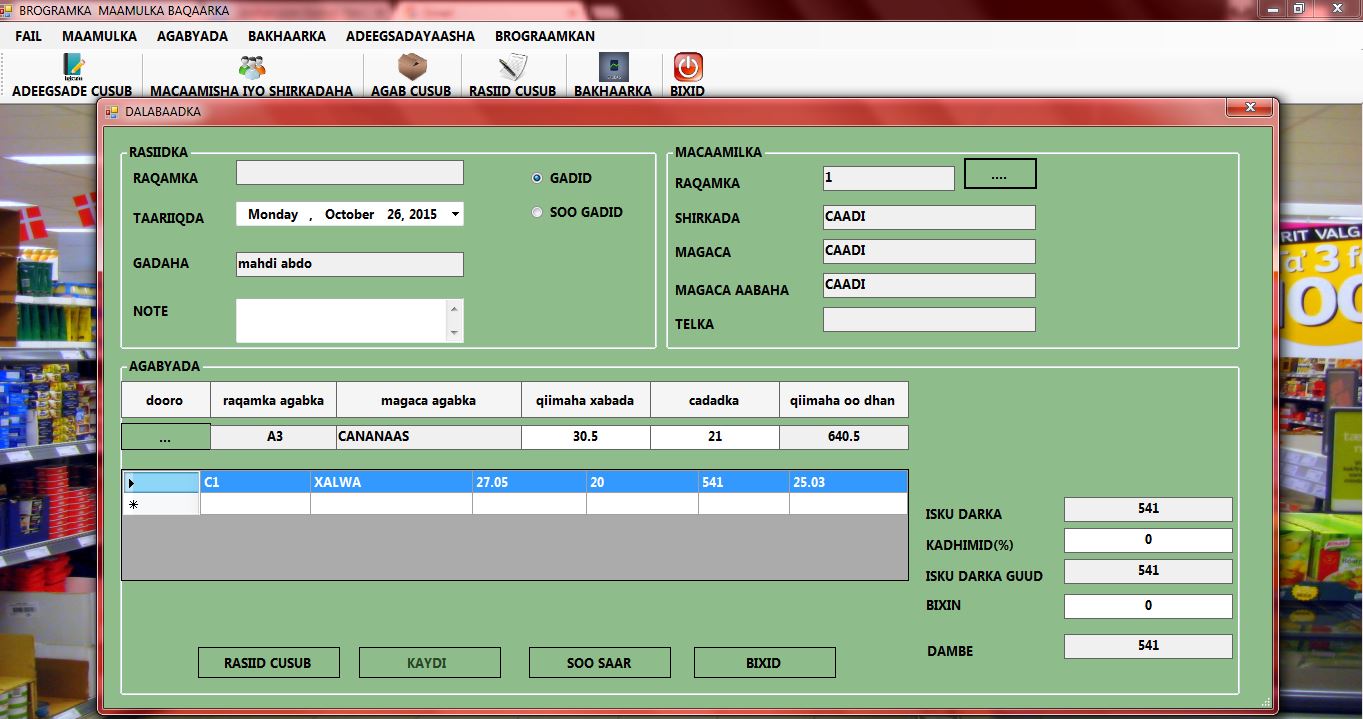 BROGRAMKA MAAMULKA BAQAARKA
FAIL MAAMULKA AGABYADA BAKHAARKA ADEEGSADAYAASHA BROGRAAMKAN
ADEEGSADE CUSUB MACAAMISHA IYO SHIRKADAHA AGAB CUSUB RASIID CUSUB BAKHAARKA BIXID
DALABAADKA
RASIIDKA
RAQAMKA
GADID
TAARIIQDA Monday , October 26, 2015
SOO GADID
GADAHA mahdi abdo
NOTE
MACAAMILKA
RAQAMKA 1 ....
SHIRKADA CAADI
MAGACA CAADI
MAGACA AABAHA CAADI
TELKA
AGABYADA
dooro raqamka agabka magaca agabka qiimaha xabada cadadka qiimaha oo dhan
... A3 CANANAAS 30.5 21 640.5
C1 XALWA 27.05 20 541 25.03
ISKU DARKA 541
KADHIMID(%) 0
ISKU DARKA GUUD 541
BIXIN 0
DAMBE 541
RASIID CUSUB KAYDI SOO SAAR BIXID
RIT VALG
3 f